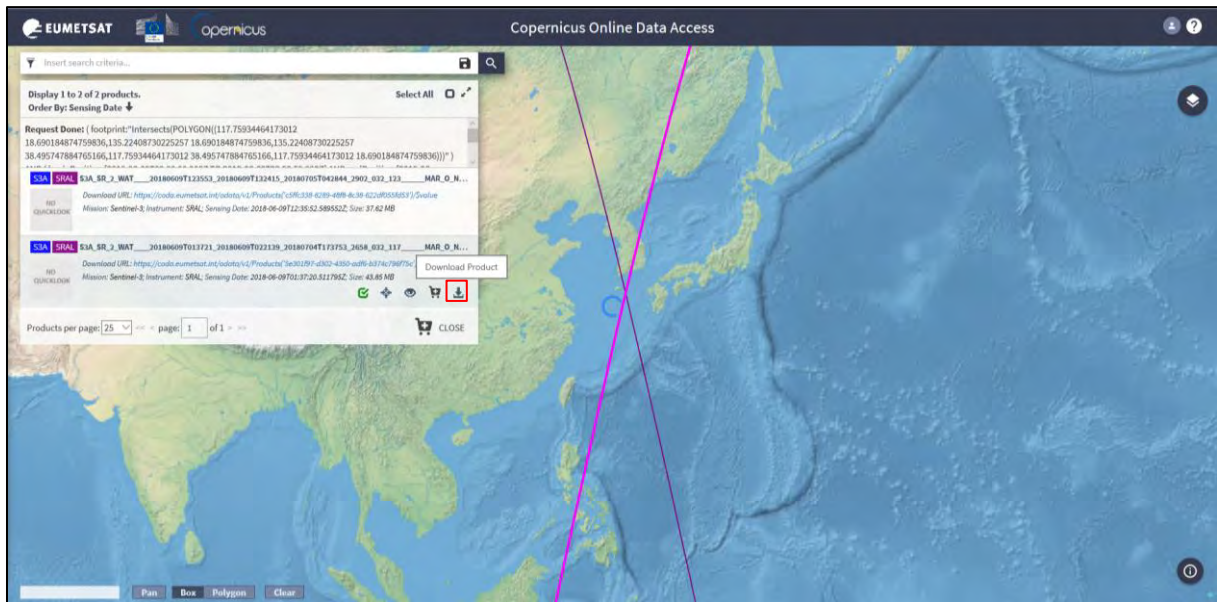 EUMETSAT
opernicus
Copernicus Online Data Access
Insert search criteria...
Display 1 to 2 of 2 products.
Select All
Order By: Sensing Date
Request Done: ( footprint:"Intersects(POLYGON((117.75934464173012
18.690184874759836,135.22408730225257 18.690184874759836,135.22408730225257
38.495747884765166,117.75934464173012 38.495747884765166,117.75934464173012 18.690184874759836)))" )
S3A SRAL S3A_SR_2_WAT____20180609T123553_20180609T132415_20180705T042844_2902_032_123______MAR_O_N...
NO QUICKLOOK
Mission: Sentinel-3; Instrument: SRAL; Sensing Date: 2018-06-09T12:35:52.589552Z; Size: 37.62 MB
S3A SRAL S3A_SR_2_WAT____20180609T013721_20180609T022139_20180704T173753_2658_032_117______MAR_O_N...
Download Product
NO QUICKLOOK
Mission: Sentinel-3; Instrument: SRAL; Sensing Date: 2018-06-09T01:37:20.321795Z; Size: 43.85 MB
Products per page: 25 << < page: 1 of 1 > >>
CLOSE
Pan Box Polygon Clear